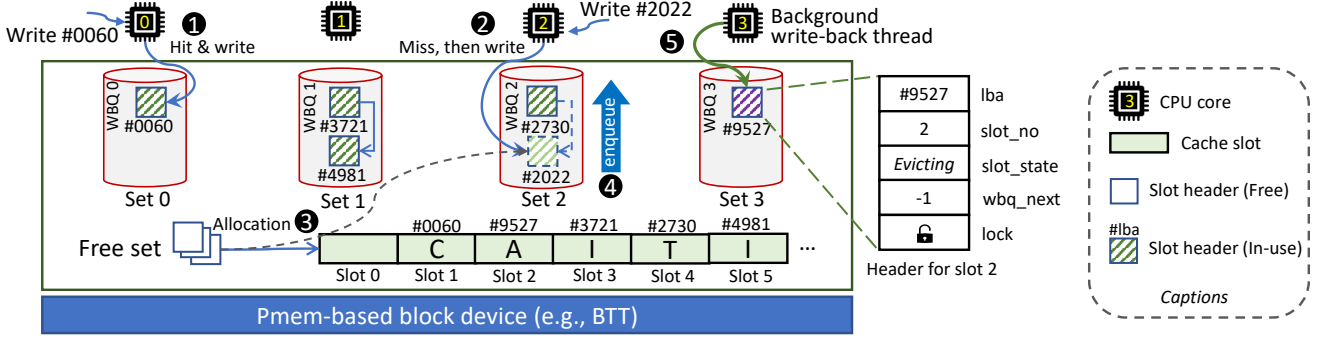 Write #0060
0
❶
Hit & write
1
❷
Miss, then write
2
Write #2022
❺
3
Background
write-back thread
WBQ 0
#0060
Set 0
WBQ 1
#3721
#4981
Set 1
WBQ 2
#2730
#2022
Set 2
enqueue
❹
WBQ 3
#9527
Set 3
#9527 lba
2 slot_no
Evicting slot_state
-1 wbq_next
lock
Header for slot 2
3 CPU core
Cache slot
Slot header (Free)
#lba
Slot header (In-use)
Captions
Allocation ❸
Free set
#0060 #9527 #3721 #2730 #4981
C A I T I ...
Slot 0 Slot 1 Slot 2 Slot 3 Slot 4 Slot 5
Pmem-based block device (e.g., BTT)